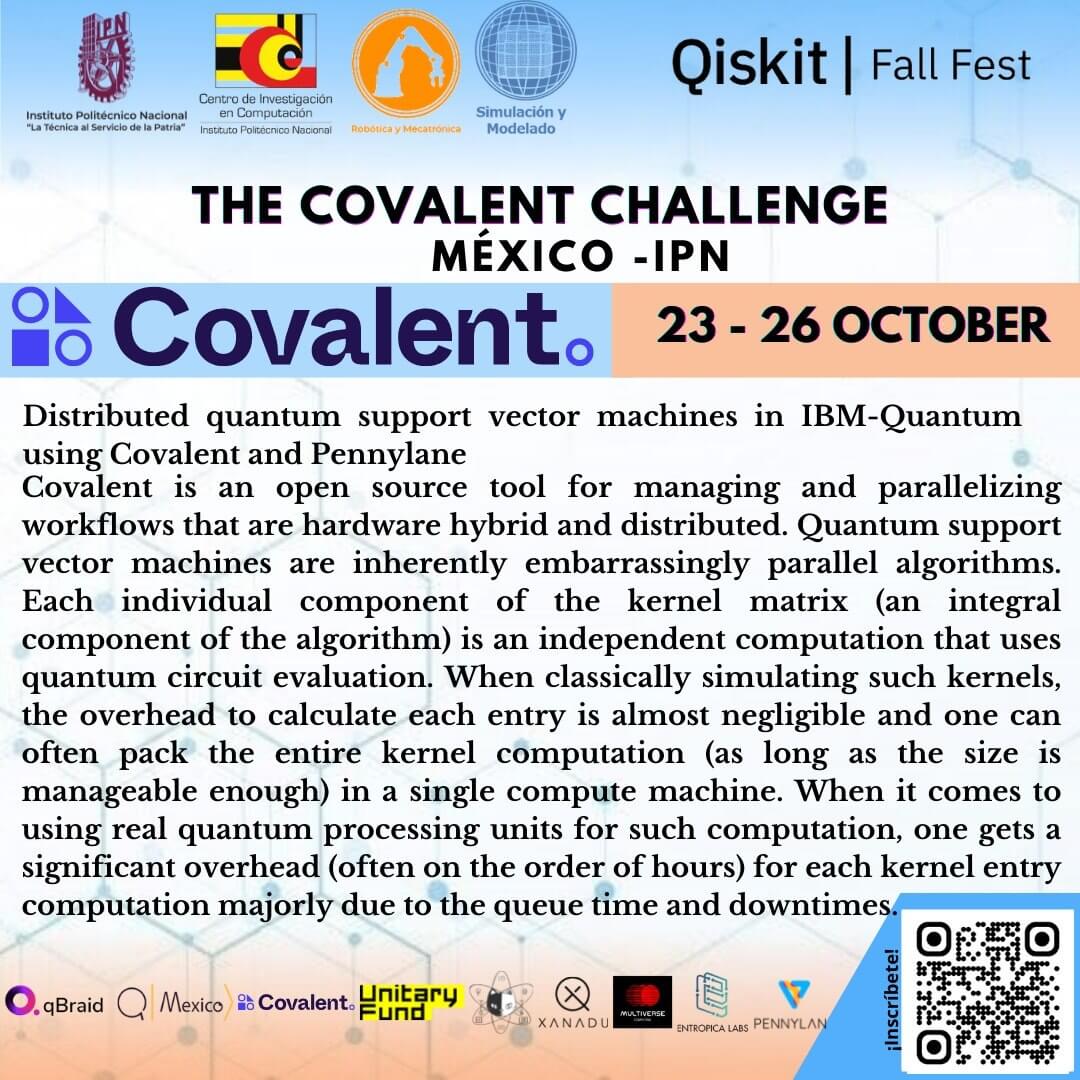 IPN
Instituto Politécnico Nacional
"La Técnica al Servicio de la Patria"
Centro de Investigación
en Computación
Instituto Politécnico Nacional
Robótica y Mecatrónica
Simulación y
Modelado
Qiskit | Fall Fest
THE COVALENT CHALLENGE
MÉXICO -IPN
Covalent.
23 - 26 OCTOBER
Distributed quantum support vector machines in IBM-Quantum
using Covalent and Pennylane
Covalent is an open source tool for managing and parallelizing
workflows that are hardware hybrid and distributed. Quantum support
vector machines are inherently embarrassingly parallel algorithms.
Each individual component of the kernel matrix (an integral
component of the algorithm) is an independent computation that uses
quantum circuit evaluation. When classically simulating such kernels,
the overhead to calculate each entry is almost negligible and one can
often pack the entire kernel computation (as long as the size is
manageable enough) in a single compute machine. When it comes to
using real quantum processing units for such computation, one gets a
significant overhead (often on the order of hours) for each kernel entry
computation majorly due to the queue time and downtimes.
¡Inscríbete!
qBraid
Q|Mexico⟩
Covalent.
Unitary
Fund
XANADU
MULTIVERSE
COMPUTING
ENTROPICA LABS
PENNYLAN